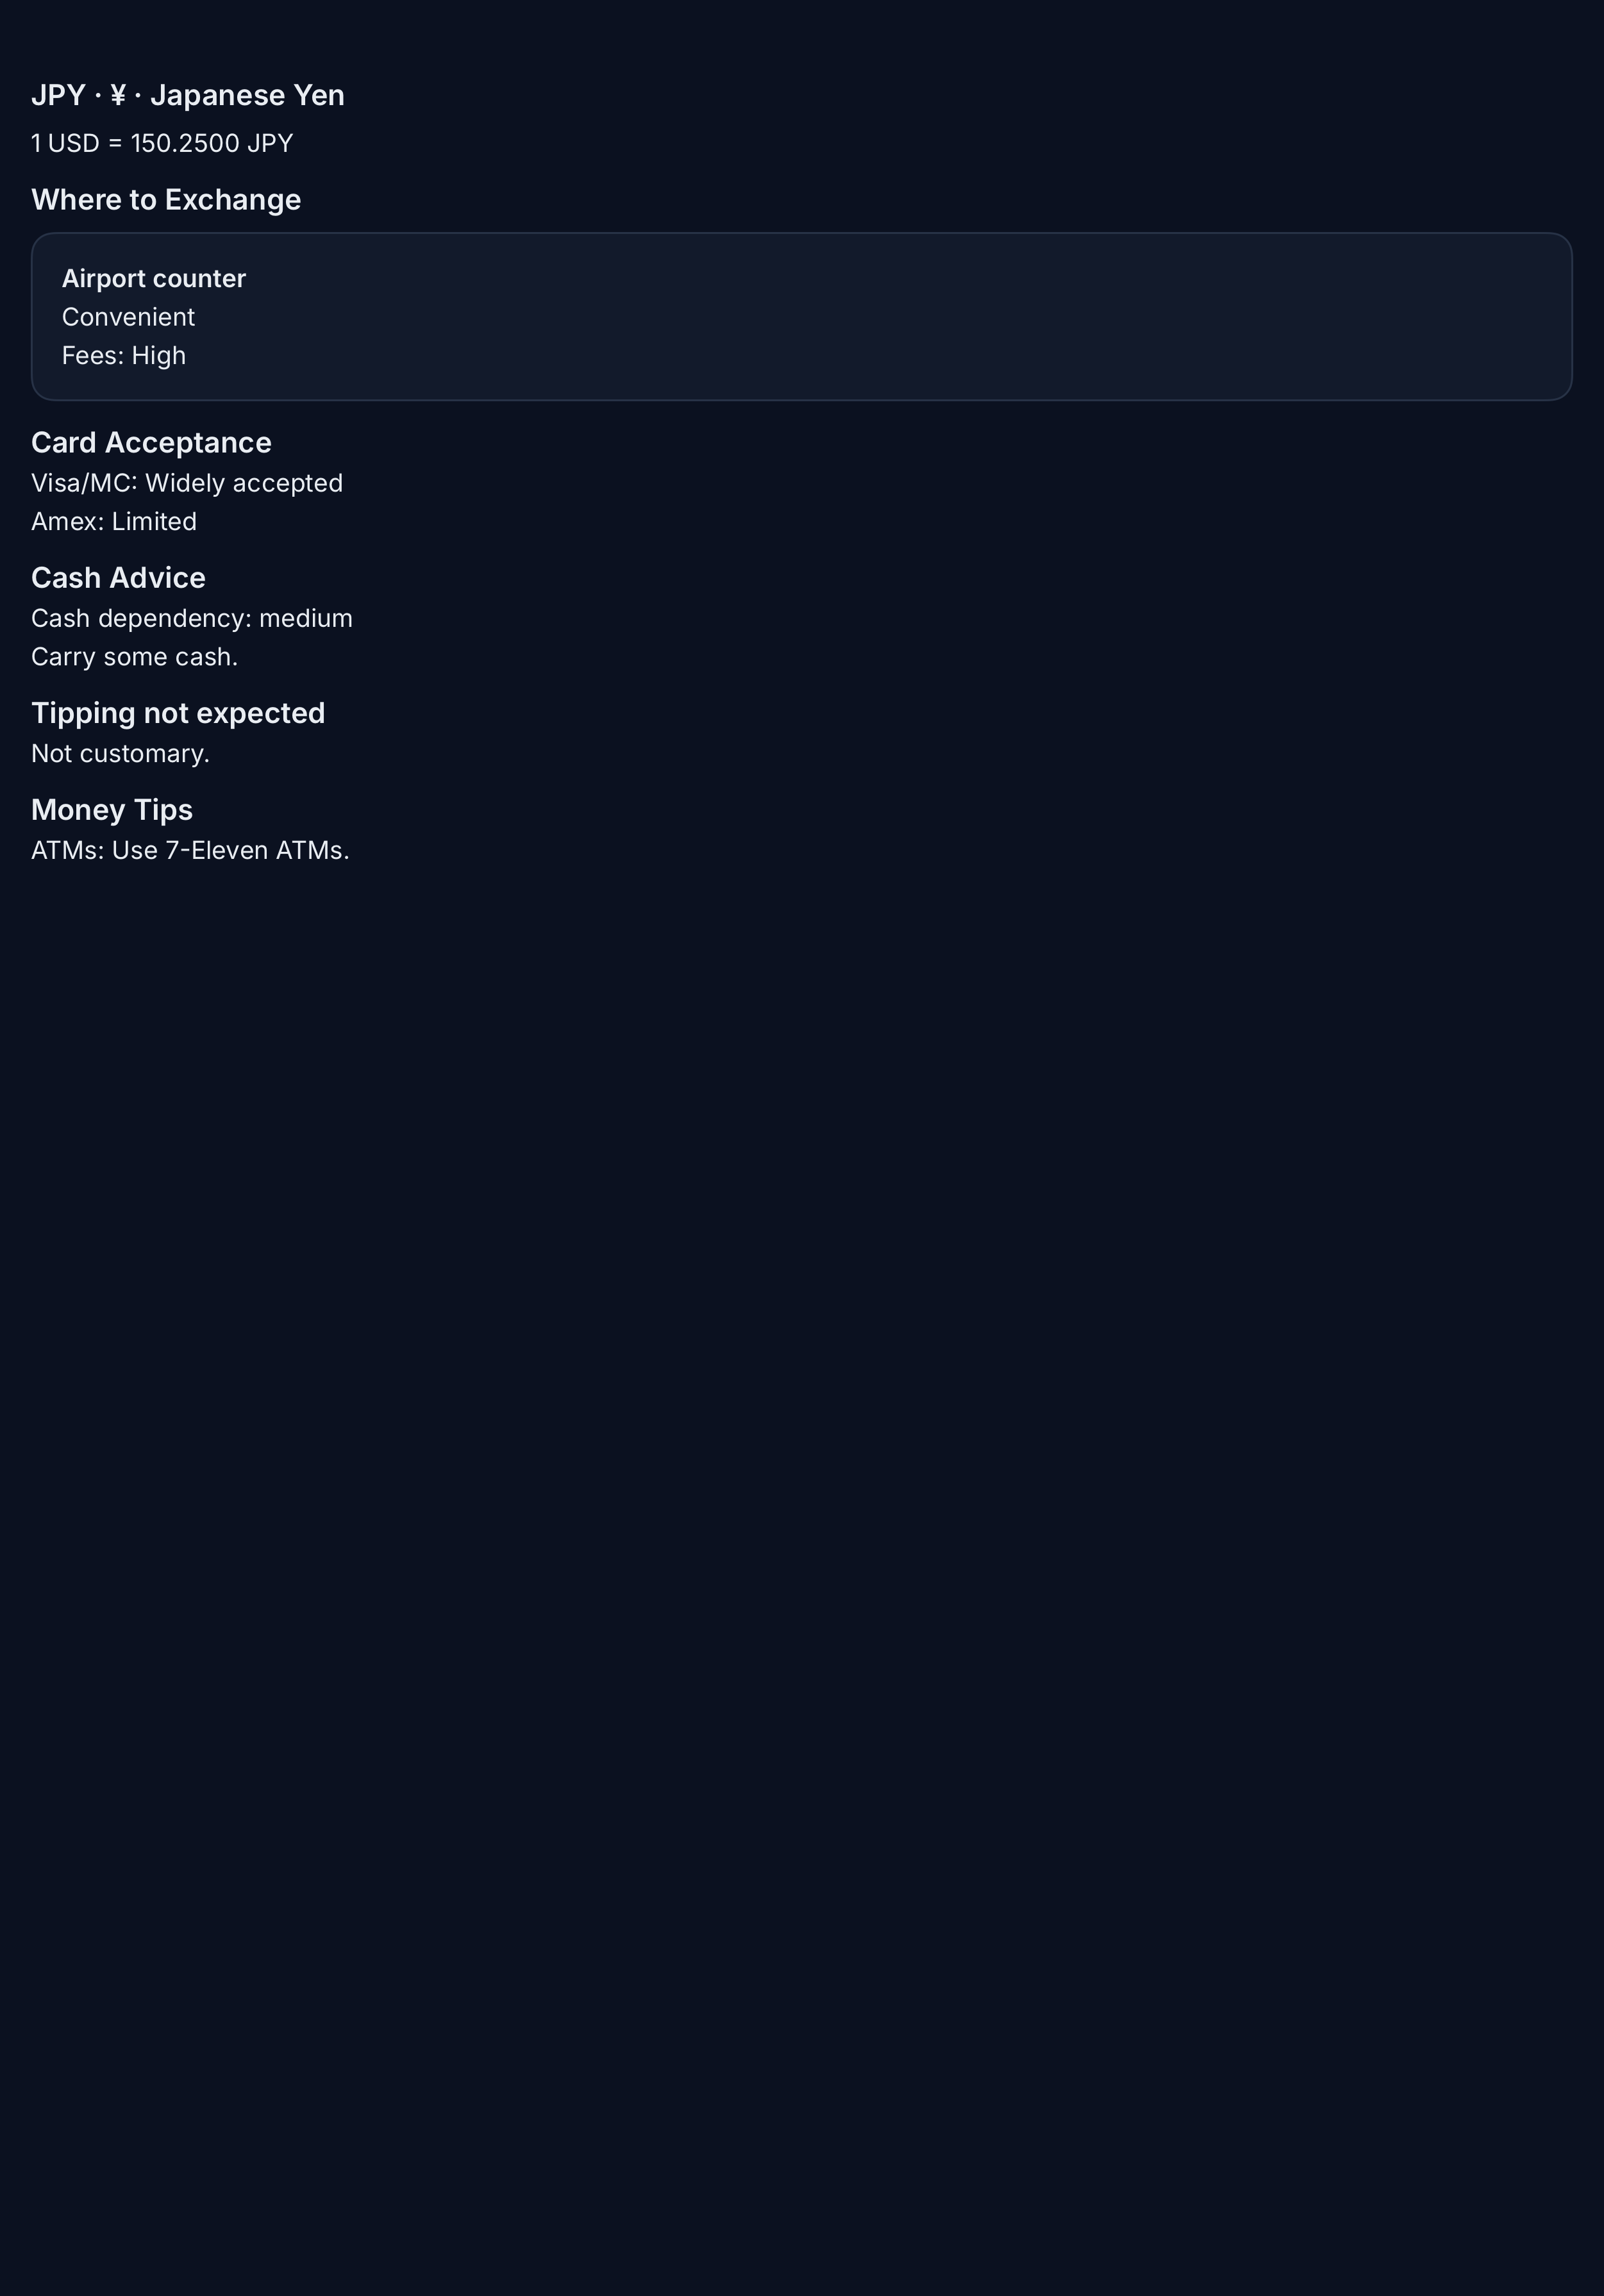 JPY · ¥ · Japanese Yen
1 USD = 150.2500 JPY
Where to Exchange
Airport counter
Convenient
Fees: High
Card Acceptance
Visa/MC: Widely accepted
Amex: Limited
Cash Advice
Cash dependency: medium
Carry some cash.
Tipping not expected
Not customary.
Money Tips
ATMs: Use 7-Eleven ATMs.